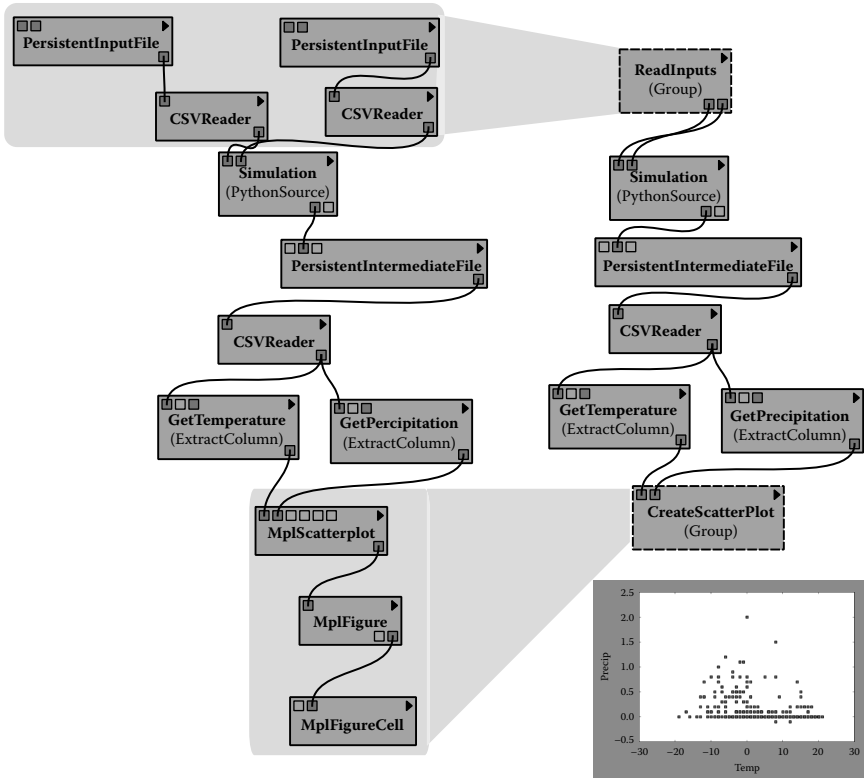 PersistentInputFile
PersistentInputFile
CSVReader
CSVReader
Simulation
(PythonSource)
PersistentIntermediateFile
CSVReader
GetTemperature
(ExtractColumn)
GetPercipitation
(ExtractColumn)
MplScatterplot
MplFigure
MplFigureCell
ReadInputs
(Group)
Simulation
(PythonSource)
PersistentIntermediateFile
CSVReader
GetTemperature
(ExtractColumn)
GetPrecipitation
(ExtractColumn)
CreateScatterPlot
(Group)
2.5
2.0
1.5
1.0
0.5
0.0
−0.5
Precip
−30 −20 −10 0 10 20 30
Temp